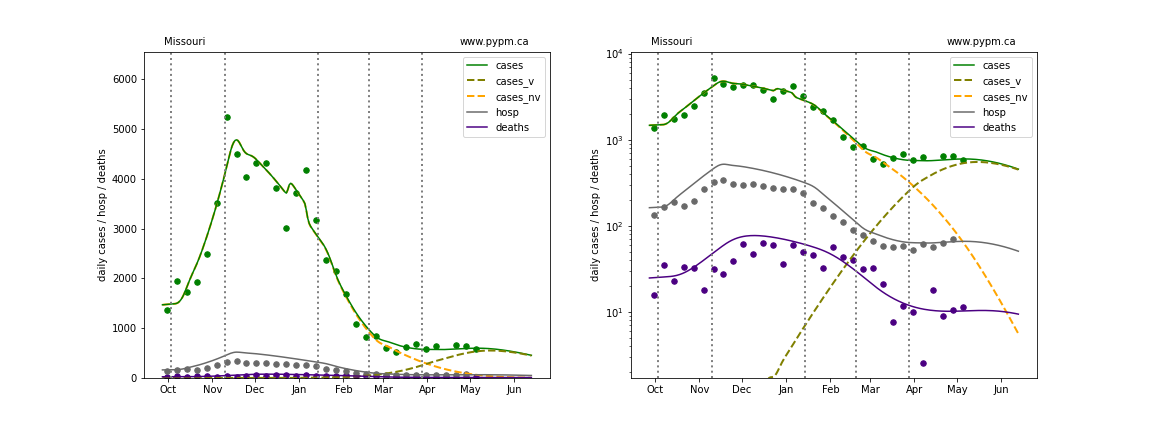 Missouri
www.pypm.ca
daily cases / hosp / deaths
6000
5000
4000
3000
2000
1000
0
cases
cases_v
cases_nv
hosp
deaths
Oct Nov Dec Jan Feb Mar Apr May Jun
Missouri
www.pypm.ca
daily cases / hosp / deaths
10⁴
10³
10²
10¹
cases
cases_v
cases_nv
hosp
deaths
Oct Nov Dec Jan Feb Mar Apr May Jun